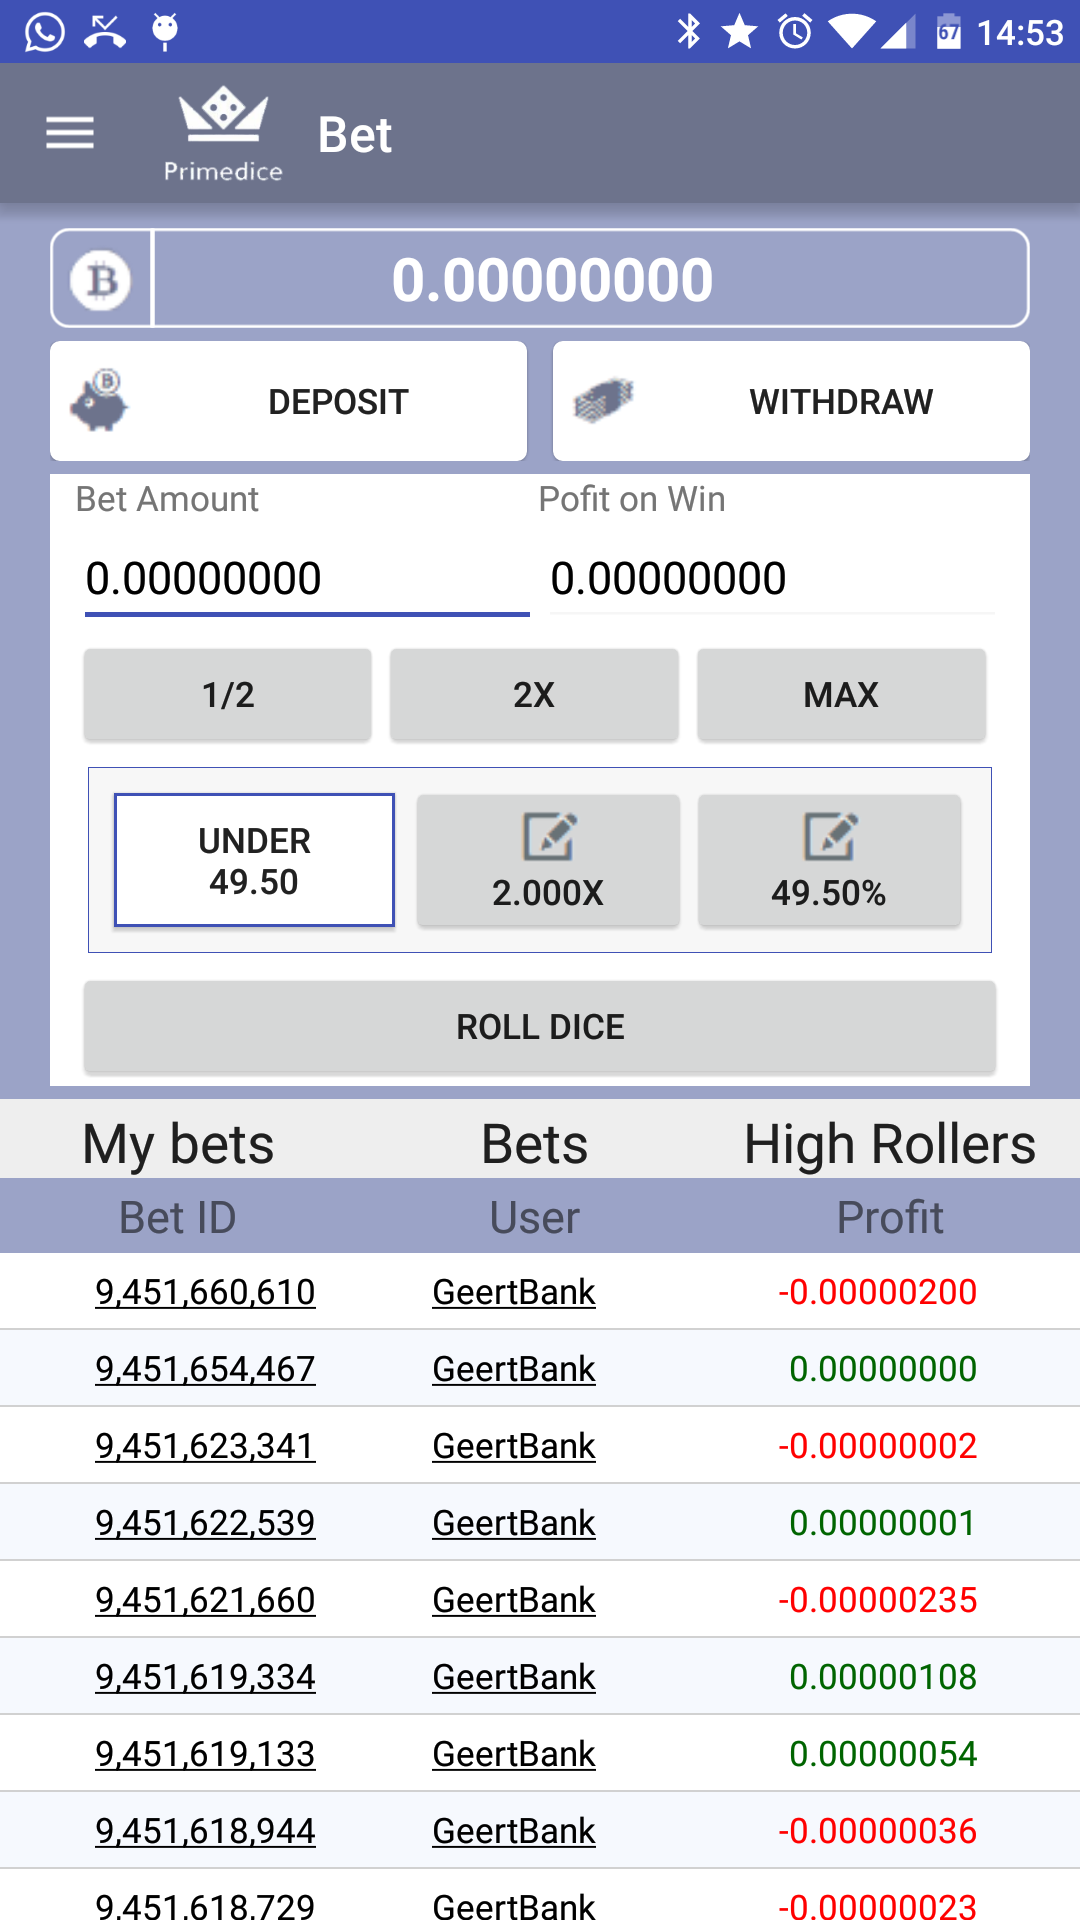 67 14:53
Primedice Bet
0.00000000
DEPOSIT WITHDRAW
Bet Amount Pofit on Win
0.00000000 0.00000000
1/2 2X MAX
UNDER
49.50 2.000X 49.50%
ROLL DICE
My bets Bets High Rollers
Bet ID User Profit
9,451,660,610 GeertBank -0.00000200
9,451,654,467 GeertBank 0.00000000
9,451,623,341 GeertBank -0.00000002
9,451,622,539 GeertBank 0.00000001
9,451,621,660 GeertBank -0.00000235
9,451,619,334 GeertBank 0.00000108
9,451,619,133 GeertBank 0.00000054
9,451,618,944 GeertBank -0.00000036
9,451,618,729 GeertBank -0.00000023